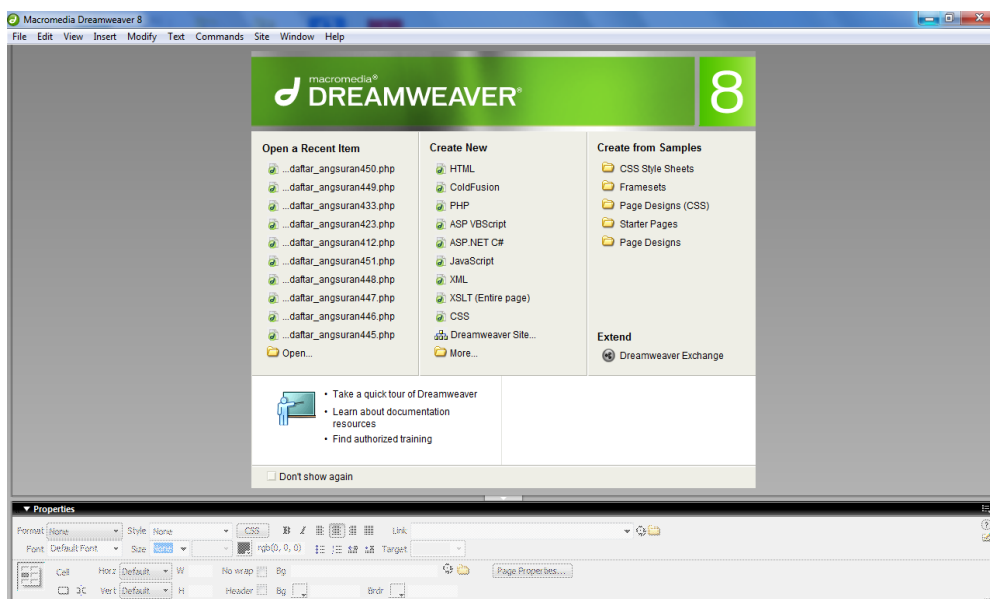 Macromedia Dreamweaver 8
File Edit View Insert Modify Text Commands Site Window Help
macromedia®
DREAMWEAVER®
8
Open a Recent Item
...daftar_angsuran450.php
...daftar_angsuran449.php
...daftar_angsuran433.php
...daftar_angsuran423.php
...daftar_angsuran412.php
...daftar_angsuran451.php
...daftar_angsuran448.php
...daftar_angsuran447.php
...daftar_angsuran446.php
...daftar_angsuran445.php
Open...
Create New
HTML
ColdFusion
PHP
ASP VBScript
ASP.NET C#
JavaScript
XML
XSLT (Entire page)
CSS
Dreamweaver Site...
More...
Create from Samples
CSS Style Sheets
Framesets
Page Designs (CSS)
Starter Pages
Page Designs
Extend
Dreamweaver Exchange
• Take a quick tour of Dreamweaver
• Learn about documentation
resources
• Find authorized training
Don't show again
Properties
Format None Style None CSS B I Link
Font Default Font Size None rgb(0, 0, 0) Target
Cell Horz Default W No wrap Bg Page Properties...
Vert Default H Header Bg Brdr